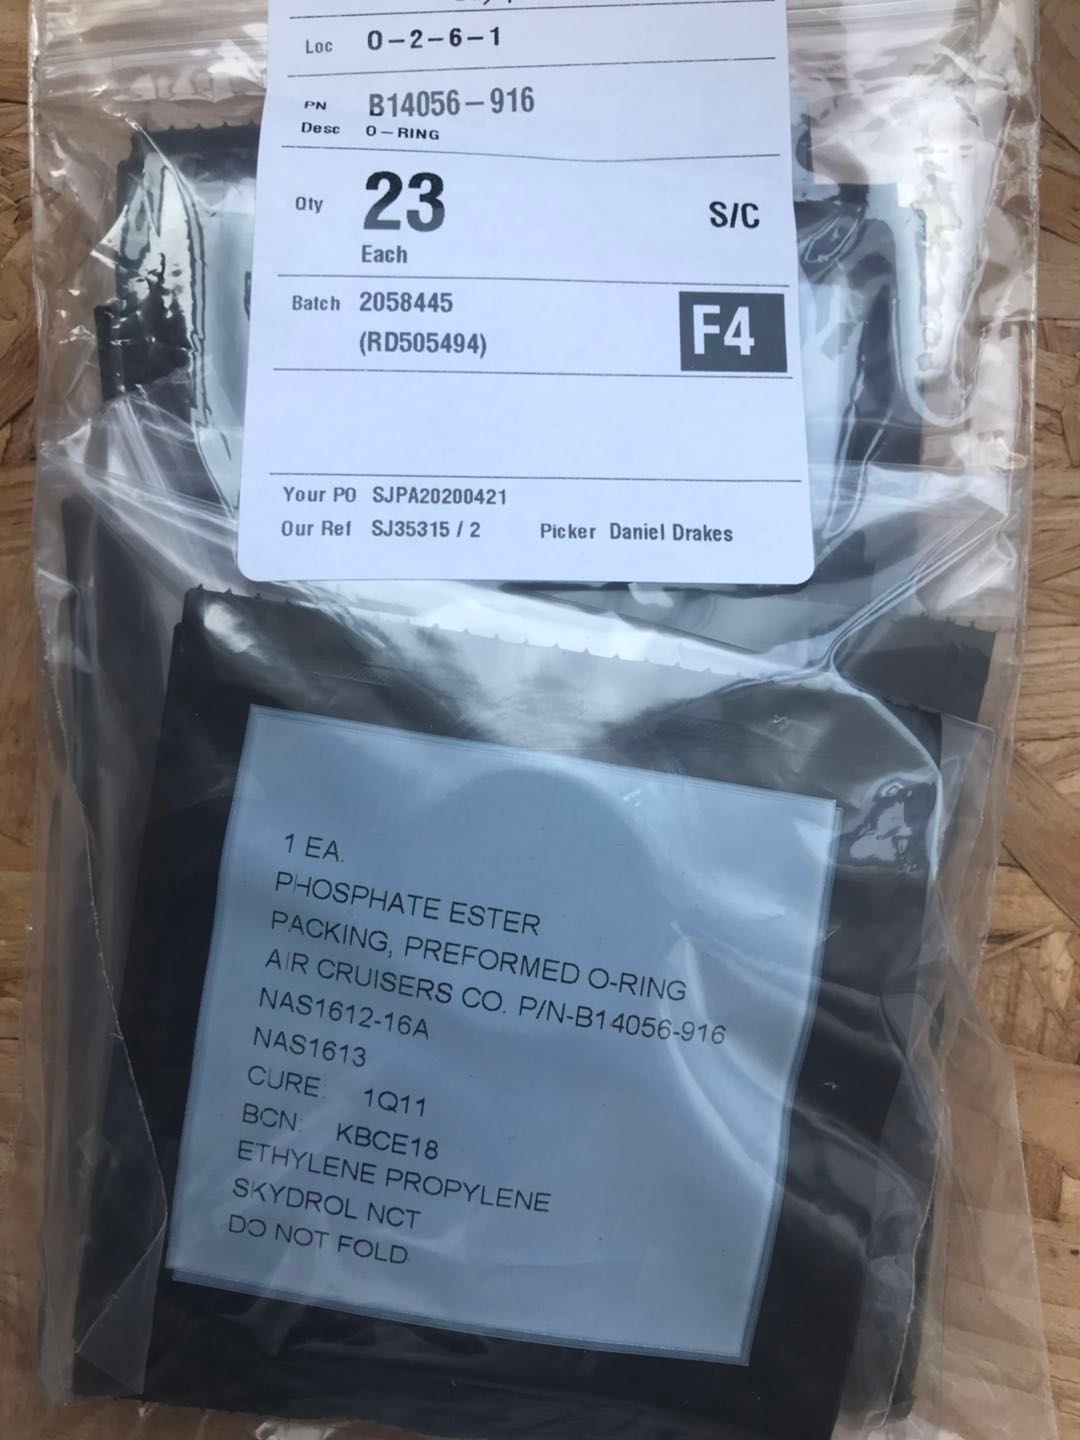 Loc 0-2-6-1
PN B14056-916
Desc O-RING
Qty 23 S/C
Each
Batch 2058445
(RD505494) F4
Your PO SJPA20200421
Our Ref SJ35315 / 2 Picker Daniel Drakes
1 EA.
PHOSPHATE ESTER
PACKING, PREFORMED O-RING
AIR CRUISERS CO. P/N-B14056-916
NAS1612-16A
NAS1613
CURE: 1Q11
BCN: KBCE18
ETHYLENE PROPYLENE
SKYDROL NCT
DO NOT FOLD